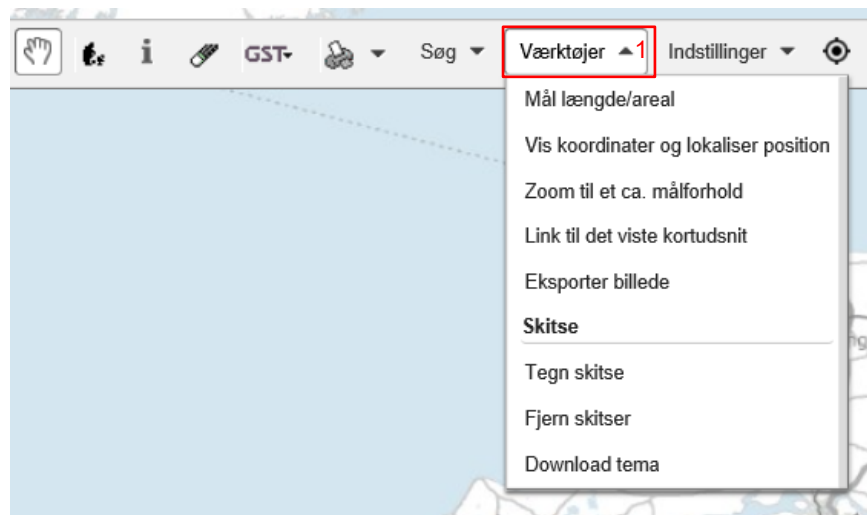 i GST Søg Værktøjer 1 Indstillinger
Mål længde/areal
Vis koordinater og lokaliser position
Zoom til et ca. målforhold
Link til det viste kortudsnit
Eksporter billede
Skitse
Tegn skitse
Fjern skitser
Download tema